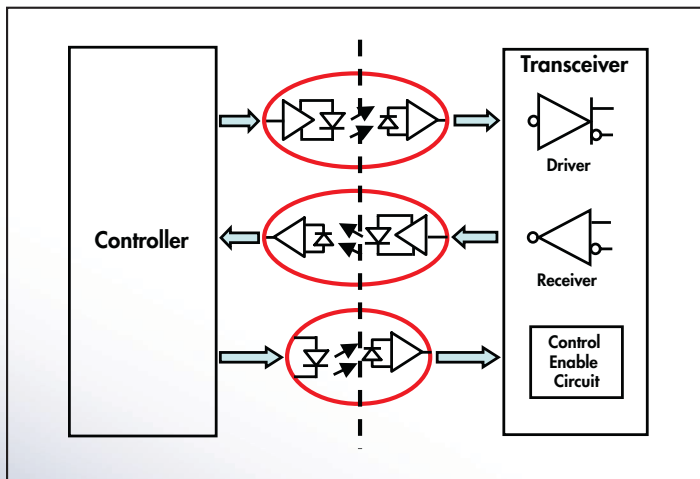 Transceiver
Driver
Controller
Receiver
Control
Enable
Circuit